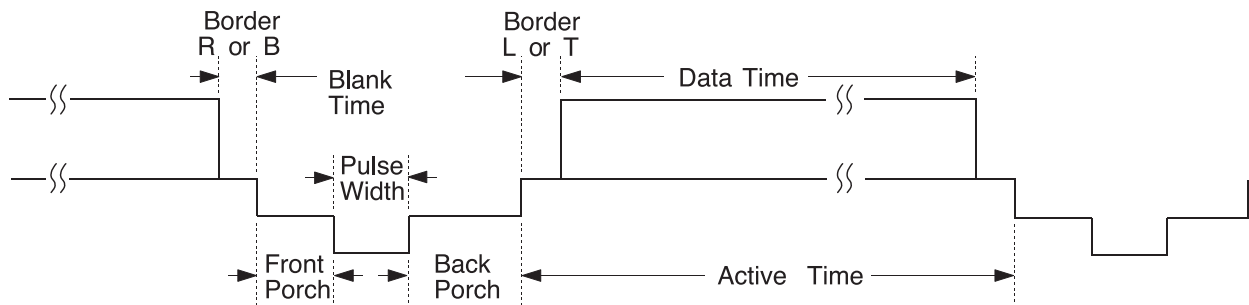 Border
R or B
Border
L or T
Blank
Time
Data Time
Pulse
Width
Front
Porch
Back
Porch
Active Time